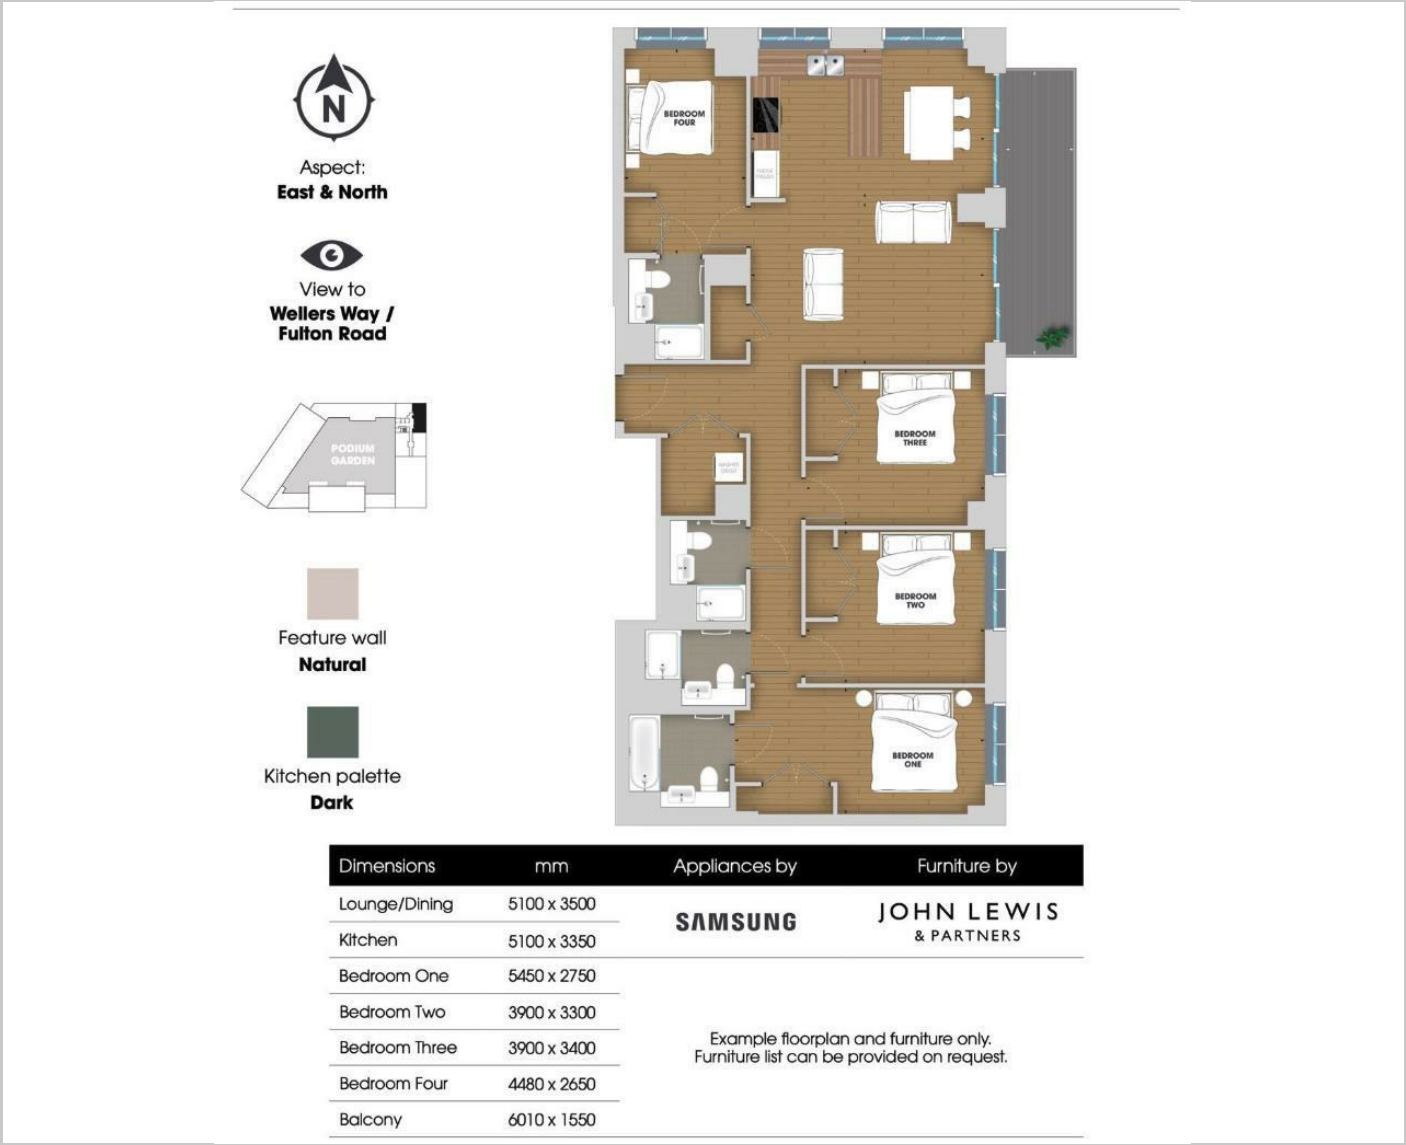 N
Aspect:
East & North
View to
Wellers Way /
Fulton Road
PODIUM
GARDEN
Feature wall
Natural
Kitchen palette
Dark
BEDROOM
FOUR
BEDROOM
THREE
BEDROOM
TWO
BEDROOM
ONE
Dimensions mm Appliances by Furniture by
Lounge/Dining 5100 x 3500
SAMSUNG
JOHN LEWIS
& PARTNERS
Kitchen 5100 x 3350
Bedroom One 5450 x 2750
Bedroom Two 3900 x 3300
Bedroom Three 3900 x 3400
Bedroom Four 4480 x 2650
Balcony 6010 x 1550
Example floorplan and furniture only.
Furniture list can be provided on request.